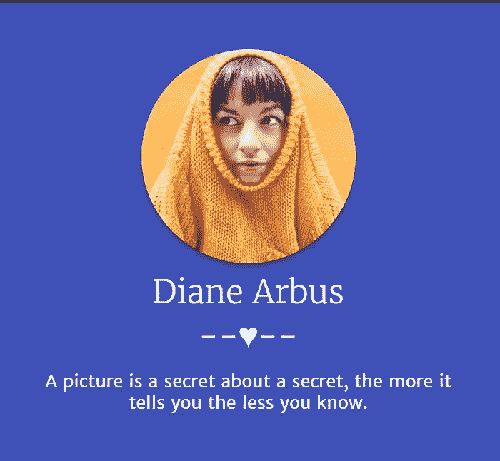 Diane Arbus
--♥--
A picture is a secret about a secret, the more it
tells you the less you know.